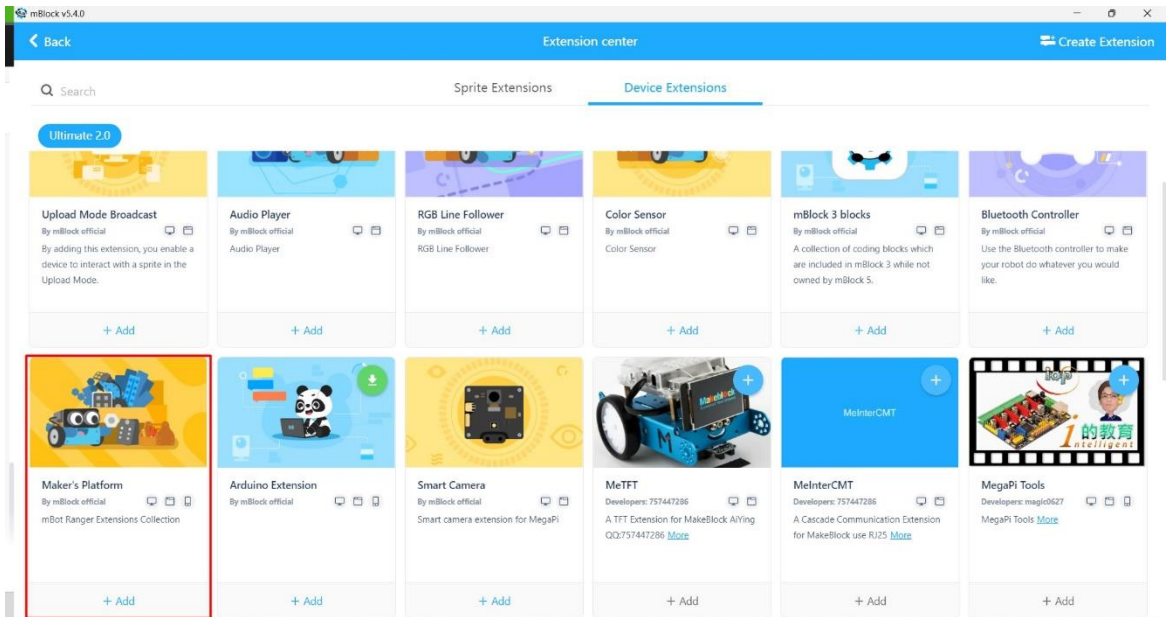 mBlock v5.4.0
Back
Extension center
Create Extension
Search
Sprite Extensions
Device Extensions
Ultimate 2.0
Upload Mode Broadcast
By mBlock official
By adding this extension, you enable a
device to interact with a sprite in the
Upload Mode.
+ Add
Audio Player
By mBlock official
Audio Player
+ Add
RGB Line Follower
By mBlock official
RGB Line Follower
+ Add
Color Sensor
By mBlock official
Color Sensor
+ Add
mBlock 3 blocks
By mBlock official
A collection of coding blocks which
are included in mBlock 3 while not
owned by mBlock 5.
+ Add
Bluetooth Controller
By mBlock official
Use the Bluetooth controller to make
your robot do whatever you would
like.
+ Add
Maker's Platform
By mBlock official
mBot Ranger Extensions Collection
+ Add
Arduino Extension
By mBlock official
+ Add
Smart Camera
By mBlock official
Smart camera extension for MegaPi
+ Add
Makeblock
MeTFT
Developers: 757447286
A TFT Extension for MakeBlock AiYing
QQ:757447286 More
+ Add
MeInterCMT
MeInterCMT
Developers: 757447286
A Cascade Communication Extension
for MakeBlock use RJ25 More
+ Add
的教育
Intelligent
MegaPi Tools
Developers: magic0627
MegaPi Tools More
+ Add